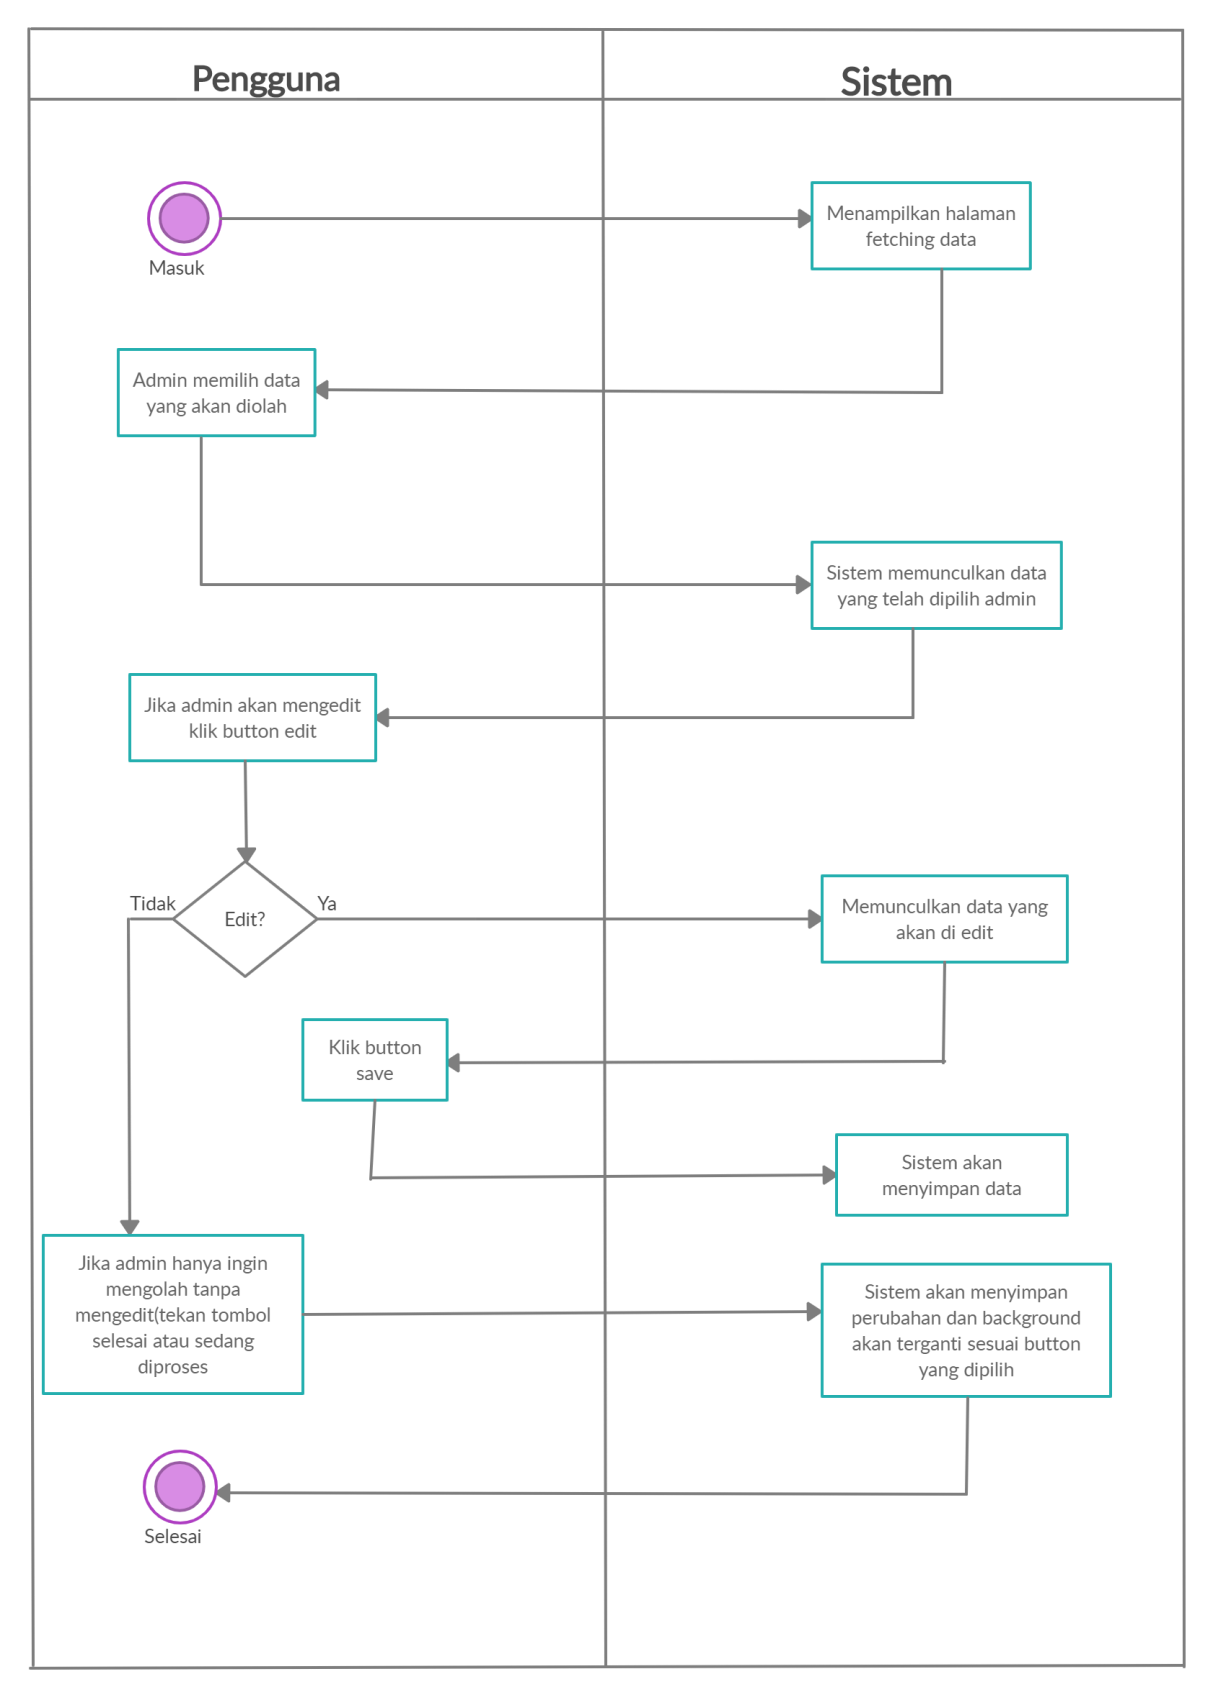 Pengguna
Sistem
Masuk
Menampilkan halaman
fetching data
Admin memilih data
yang akan diolah
Sistem memunculkan data
yang telah dipilih admin
Jika admin akan mengedit
klik button edit
Tidak
Edit?
Ya
Memunculkan data yang
akan di edit
Klik button
save
Sistem akan
menyimpan data
Jika admin hanya ingin
mengolah tanpa
mengedit(tekan tombol
selesai atau sedang
diproses
Sistem akan menyimpan
perubahan dan background
akan terganti sesuai button
yang dipilih
Selesai